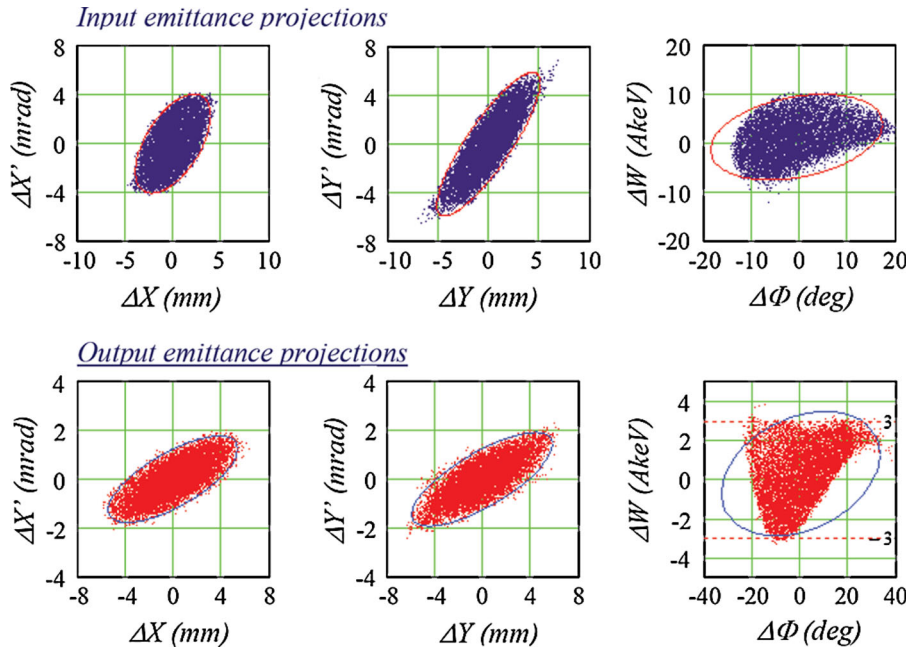 Input emittance projections
ΔX' (mrad)
8
4
0
-4
-8
-10 -5 0 5 10
ΔX (mm)
ΔY' (mrad)
8
4
0
-4
-8
-10 -5 0 5 10
ΔY (mm)
ΔW (AkeV)
20
10
0
-10
-20
-20 -10 0 10 20
ΔΦ (deg)
Output emittance projections
ΔX' (mrad)
4
2
0
-2
-4
-8 -4 0 4 8
ΔX (mm)
ΔY' (mrad)
4
2
0
-2
-4
-8 -4 0 4 8
ΔY (mm)
ΔW (AkeV)
4
2
0
-2
-4
3
-3
-40 -20 0 20 40
ΔΦ (deg)